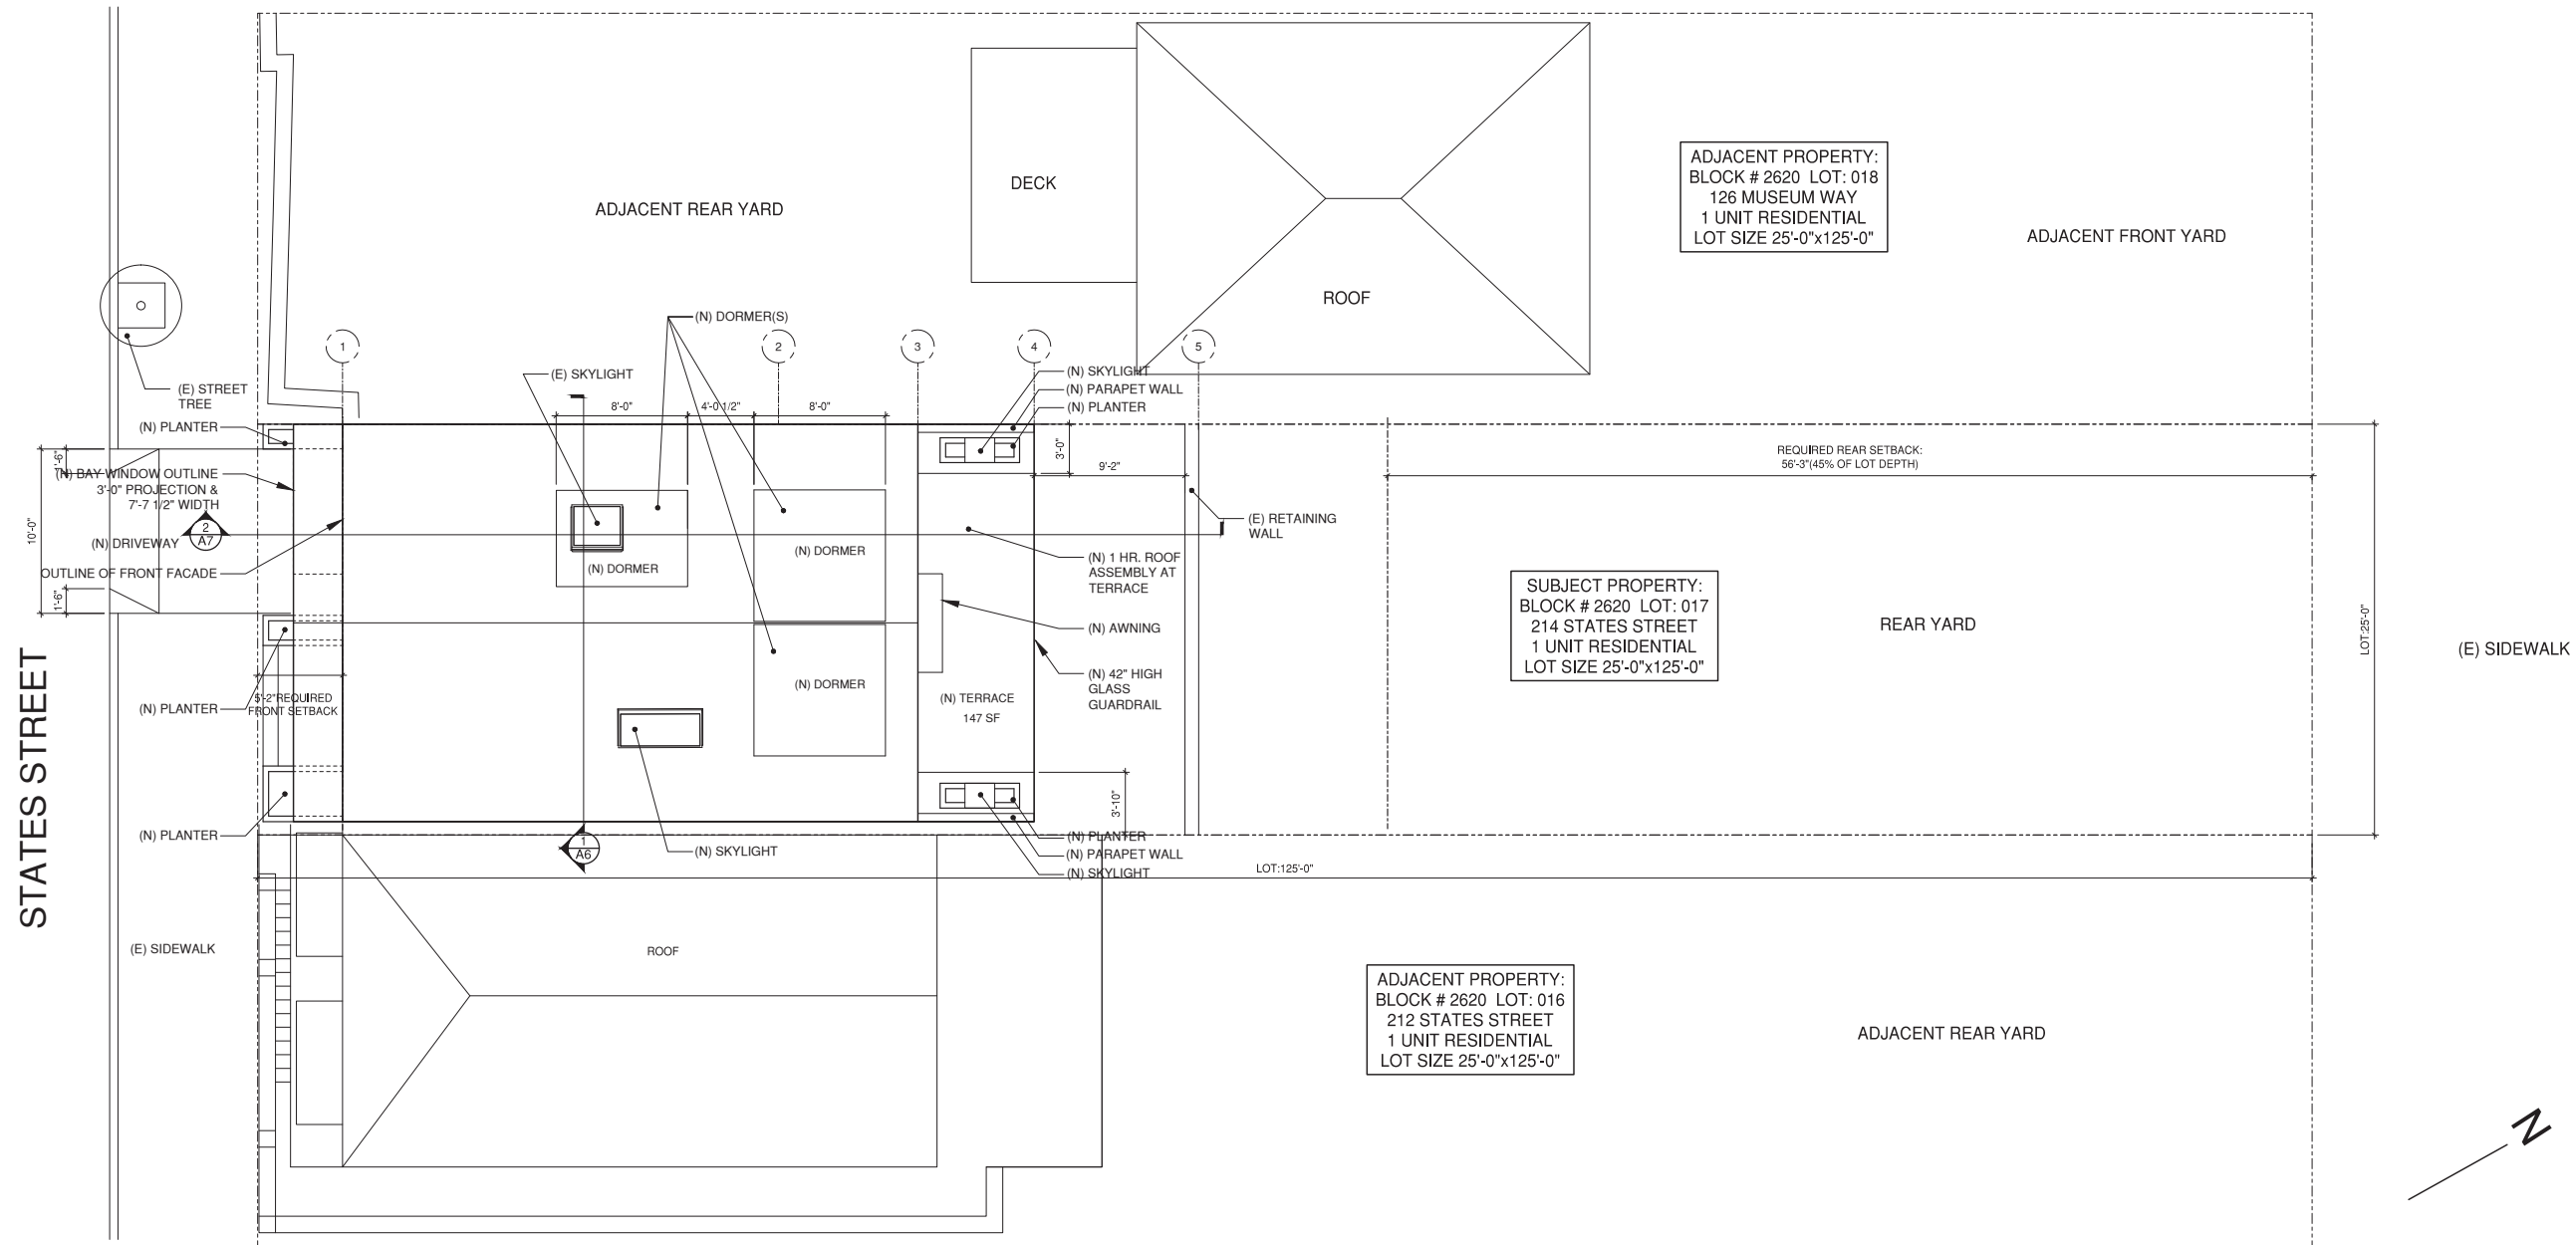 ADJACENT PROPERTY:
BLOCK # 2620 LOT: 018
126 MUSEUM WAY
1 UNIT RESIDENTIAL
LOT SIZE 25'-0"x125'-0"
DECK
ADJACENT REAR YARD
ADJACENT FRONT YARD
ROOF
(N) DORMER(S)
1
2
3
4
5
(E) SKYLIGHT
(E) STREET
TREE
(N) SKYLIGHT
(N) PARAPET WALL
(N) PLANTER
8'-0"
4'-0 1/2"
8'-0"
(N) PLANTER
1'-6"
3'-0"
9'-2"
REQUIRED REAR SETBACK:
56'-3"(45% OF LOT DEPTH)
(N) BAY WINDOW OUTLINE
3'-0" PROJECTION &
7'-7 1/2" WIDTH
10'-0"
2
A7
(N) DRIVEWAY
(E) RETAINING
WALL
OUTLINE OF FRONT FACADE
(N) DORMER
(N) DORMER
(N) 1 HR. ROOF
ASSEMBLY AT
TERRACE
1'-6"
SUBJECT PROPERTY:
BLOCK # 2620 LOT: 017
214 STATES STREET
1 UNIT RESIDENTIAL
LOT SIZE 25'-0"x125'-0"
REAR YARD
LOT:25'-0"
(E) SIDEWALK
(N) AWNING
STATES STREET
(N) DORMER
(N) 42" HIGH
GLASS
GUARDRAIL
5'-2"REQUIRED
FRONT SETBACK
(N) PLANTER
(N) TERRACE
147 SF
3'-10"
(N) PLANTER
1
A6
(N) SKYLIGHT
(N) PLANTER
(N) PARAPET WALL
(N) SKYLIGHT
LOT:125'-0"
(E) SIDEWALK
ROOF
ADJACENT PROPERTY:
BLOCK # 2620 LOT: 016
212 STATES STREET
1 UNIT RESIDENTIAL
LOT SIZE 25'-0"x125'-0"
ADJACENT REAR YARD
N